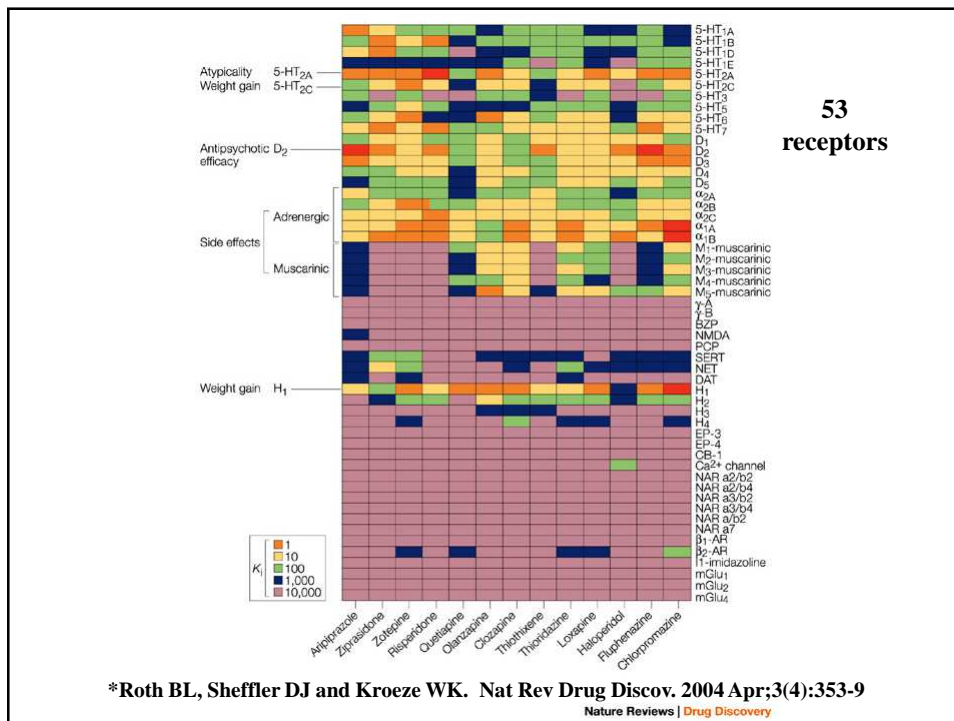 5-HT1A
5-HT1B
5-HT1D
5-HT1E
Atypicality 5-HT2A
5-HT2A
Weight gain 5-HT2C
5-HT2C
5-HT3
5-HT5
5-HT6
5-HT7
D1
Antipsychotic D2
efficacy
D2
D3
D4
D5
α2A
α2B
Adrenergic
α2C
α1A
Side effects
α1B
M1-muscarinic
M2-muscarinic
Muscarinic
M3-muscarinic
M4-muscarinic
M5-muscarinic
γ-A
γ-B
BZP
NMDA
PCP
SERT
NET
DAT
Weight gain H1
H1
H2
H3
H4
EP-3
EP-4
CB-1
Ca2+ channel
NAR a2/b2
NAR a2/b4
NAR a3/b2
NAR a3/b4
NAR a/b2
NAR a7
β1-AR
β2-AR
I1-imidazoline
mGlu1
mGlu2
mGlu4
53
receptors
Ki
1
10
100
1,000
10,000
Aripiprazole
Ziprasidone
Zotepine
Risperidone
Quetiapine
Olanzapine
Clozapine
Thiothixene
Thioridazine
Loxapine
Haloperidol
Fluphenazine
Chlorpromazine
*Roth BL, Sheffler DJ and Kroeze WK. Nat Rev Drug Discov. 2004 Apr;3(4):353-9
Nature Reviews | Drug Discovery